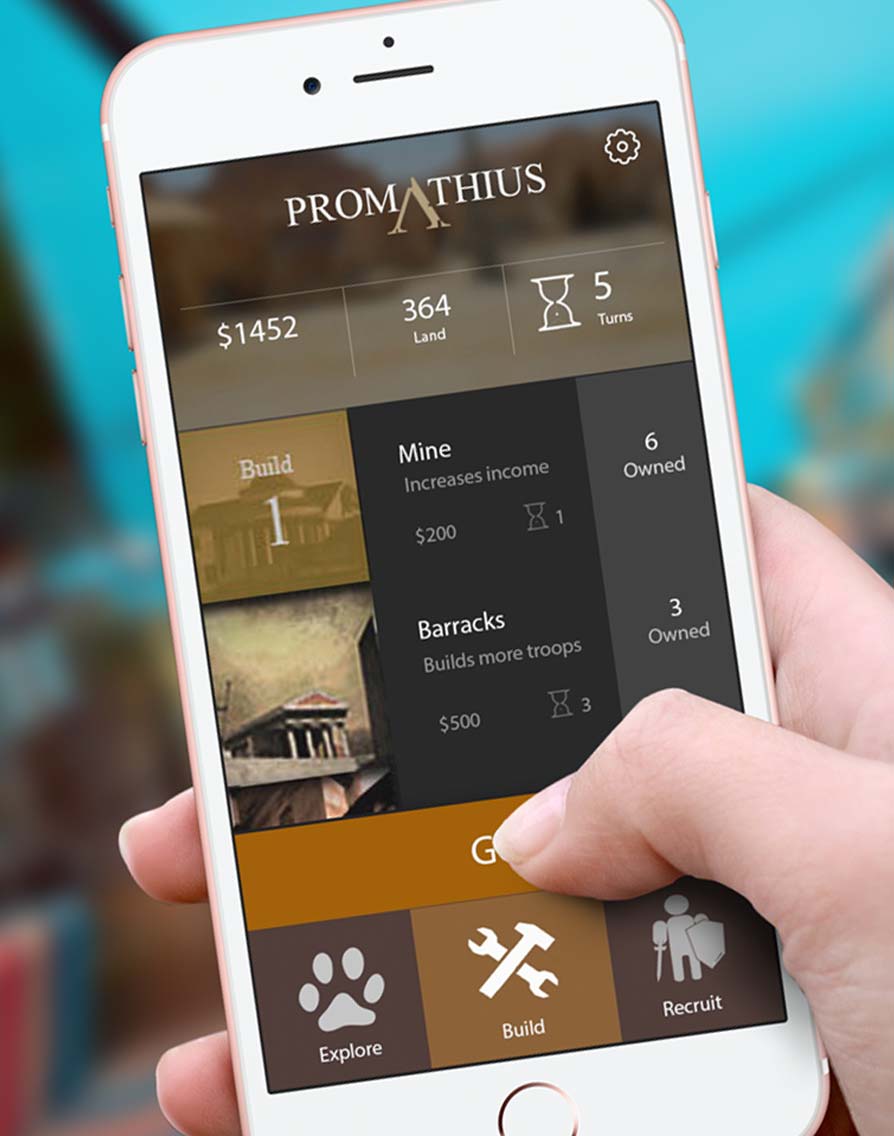 PROMATHIUS
$1452
364
Land
5
Turns
Build
1
Mine
Increases income
$200
1
6
Owned
Barracks
Builds more troops
$500
3
3
Owned
Explore
Build
Recruit